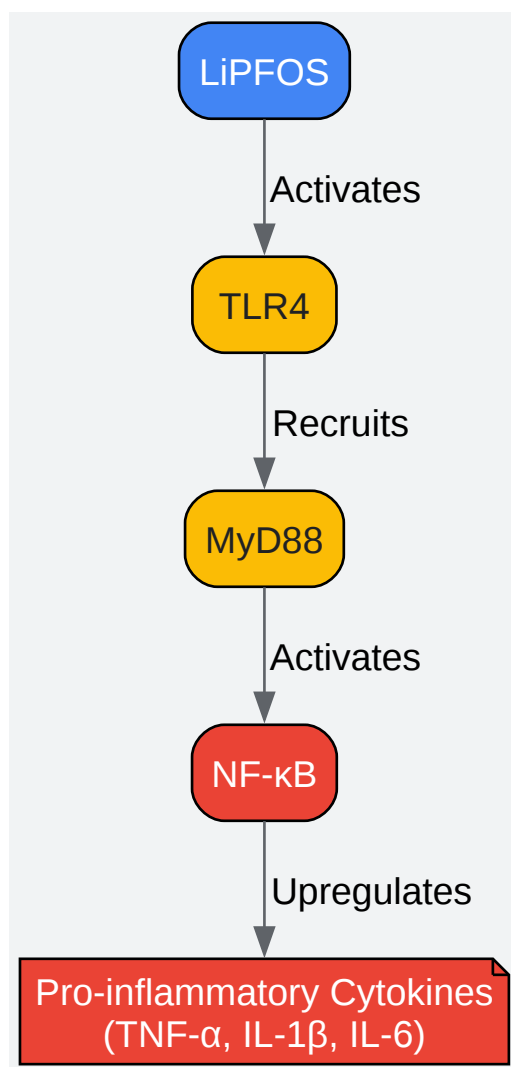 LiPFOS
Activates
TLR4
Recruits
MyD88
Activates
NF-κB
Upregulates
Pro-inflammatory Cytokines
(TNF-α, IL-1β, IL-6)